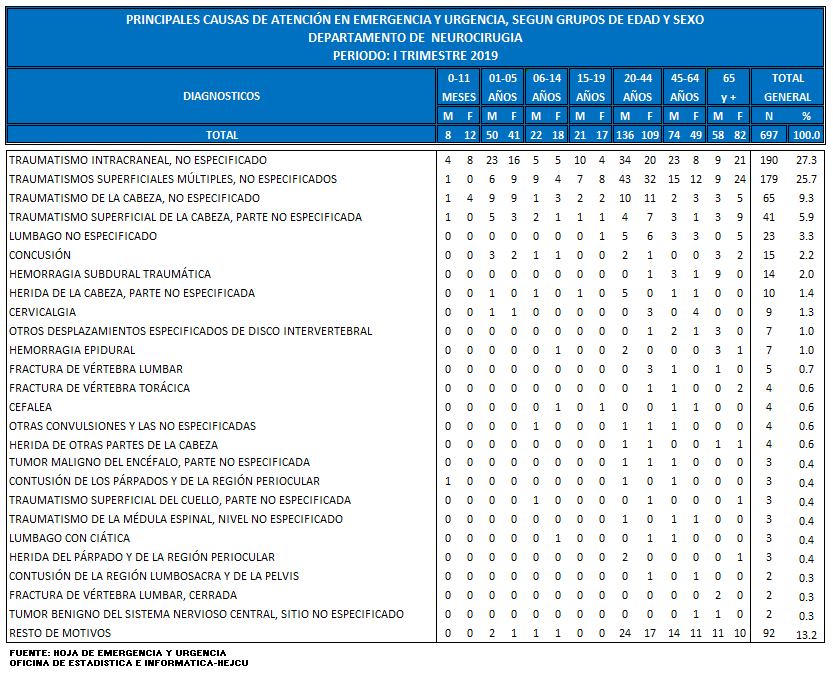 PRINCIPALES CAUSAS DE ATENCIÓN EN EMERGENCIA Y URGENCIA, SEGUN GRUPOS DE EDAD Y SEXO
DEPARTAMENTO DE NEUROCIRUGIA
PERIODO: I TRIMESTRE 2019
DIAGNOSTICOS 0-11 MESES 01-05 AÑOS 06-14 AÑOS 15-19 AÑOS 20-44 AÑOS 45-64 AÑOS 65 y + TOTAL GENERAL
M F M F M F M F M F M F M F N %
TOTAL 8 12 50 41 22 18 21 17 136 109 74 49 58 82 697 100.0
TRAUMATISMO INTRACRANEAL, NO ESPECIFICADO 4 8 23 16 5 5 10 4 34 20 23 8 9 21 190 27.3
TRAUMATISMOS SUPERFICIALES MÚLTIPLES, NO ESPECIFICADOS 1 0 6 9 9 4 7 8 43 32 15 12 9 24 179 25.7
TRAUMATISMO DE LA CABEZA, NO ESPECIFICADO 1 4 9 9 1 3 2 2 10 11 2 3 3 5 65 9.3
TRAUMATISMO SUPERFICIAL DE LA CABEZA, PARTE NO ESPECIFICADA 1 0 5 3 2 1 1 1 4 7 3 1 3 9 41 5.9
LUMBAGO NO ESPECIFICADO 0 0 0 0 0 0 0 1 5 6 3 3 0 5 23 3.3
CONCUSIÓN 0 0 3 2 1 1 0 0 2 1 0 0 3 2 15 2.2
HEMORRAGIA SUBDURAL TRAUMÁTICA 0 0 0 0 0 0 0 0 0 1 3 1 9 0 14 2.0
HERIDA DE LA CABEZA, PARTE NO ESPECIFICADA 0 0 1 0 1 0 1 0 5 0 1 1 0 0 10 1.4
CERVICALGIA 0 0 1 1 0 0 0 0 0 3 0 4 0 0 9 1.3
OTROS DESPLAZAMIENTOS ESPECIFICADOS DE DISCO INTERVERTEBRAL 0 0 0 0 0 0 0 0 0 1 2 1 3 0 7 1.0
HEMORRAGIA EPIDURAL 0 0 0 0 0 1 0 0 2 0 0 0 3 1 7 1.0
FRACTURA DE VÉRTEBRA LUMBAR 0 0 0 0 0 0 0 0 0 3 1 0 1 0 5 0.7
FRACTURA DE VÉRTEBRA TORÁCICA 0 0 0 0 0 0 0 0 0 1 1 0 0 2 4 0.6
CEFALEA 0 0 0 0 0 1 0 1 0 0 1 1 0 0 4 0.6
OTRAS CONVULSIONES Y LAS NO ESPECIFICADAS 0 0 0 0 1 0 0 0 1 1 1 0 0 0 4 0.6
HERIDA DE OTRAS PARTES DE LA CABEZA 0 0 0 0 0 0 0 0 1 1 0 0 1 1 4 0.6
TUMOR MALIGNO DEL ENCÉFALO, PARTE NO ESPECIFICADA 0 0 0 0 0 0 0 0 1 1 1 0 0 0 3 0.4
CONTUSIÓN DE LOS PÁRPADOS Y DE LA REGIÓN PERIOCULAR 1 0 0 0 0 0 0 0 0 1 1 0 0 0 3 0.4
TRAUMATISMO SUPERFICIAL DEL CUELLO, PARTE NO ESPECIFICADA 0 0 0 0 1 0 0 0 0 1 0 0 0 1 3 0.4
TRAUMATISMO DE LA MÉDULA ESPINAL, NIVEL NO ESPECIFICADO 0 0 0 0 0 0 0 0 1 0 1 1 0 0 3 0.4
LUMBAGO CON CIÁTICA 0 0 0 0 0 1 0 0 0 1 1 0 0 0 3 0.4
HERIDA DEL PÁRPADO Y DE LA REGIÓN PERIOCULAR 0 0 0 0 0 0 0 0 2 0 0 0 0 1 3 0.4
CONTUSIÓN DE LA REGIÓN LUMBOSACRA Y DE LA PELVIS 0 0 0 0 0 0 0 0 0 1 0 1 0 0 2 0.3
FRACTURA DE VÉRTEBRA LUMBAR, CERRADA 0 0 0 0 0 0 0 0 0 0 0 0 2 0 2 0.3
TUMOR BENIGNO DEL SISTEMA NERVIOSO CENTRAL, SITIO NO ESPECIFICADO 0 0 0 0 0 0 0 0 0 0 0 1 1 0 2 0.3
RESTO DE MOTIVOS 0 0 2 1 1 1 0 0 24 17 14 11 11 10 92 13.2
FUENTE: HOJA DE EMERGENCIA Y URGENCIA
OFICINA DE ESTADISTICA E INFORMATICA-HEJCU